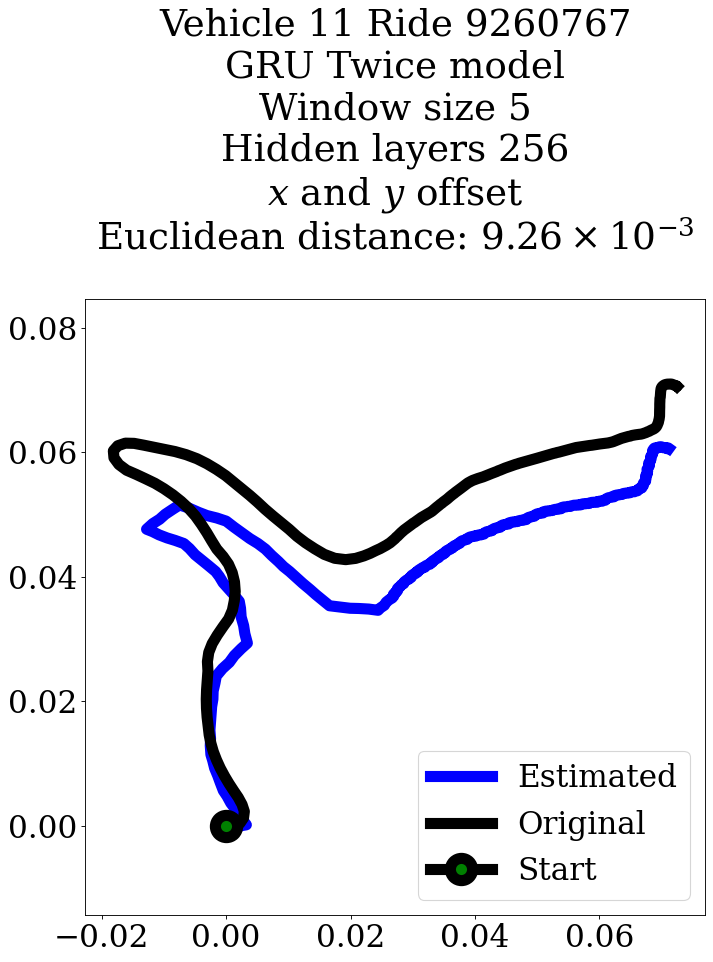 Vehicle 11 Ride 9260767
GRU Twice model
Window size 5
Hidden layers 256
x and y offset
Euclidean distance: 9.26 × 10⁻³
0.08
0.06
0.04
0.02
0.00
Estimated
Original
Start
−0.02 0.00 0.02 0.04 0.06